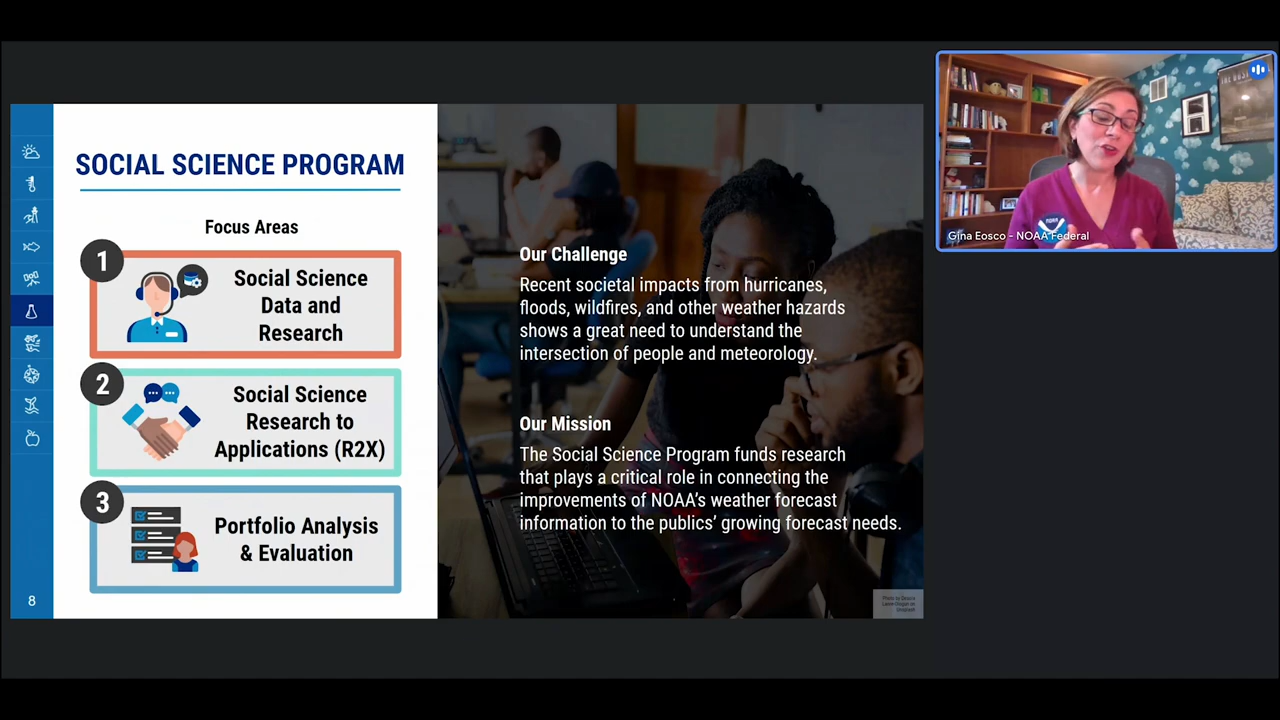 SOCIAL SCIENCE PROGRAM
Focus Areas
1
Social Science
Data and
Research
2
Social Science
Research to
Applications (R2X)
3
Portfolio Analysis
& Evaluation
8
Our Challenge
Recent societal impacts from hurricanes,
floods, wildfires, and other weather hazards
shows a great need to understand the
intersection of people and meteorology.
Our Mission
The Social Science Program funds research
that plays a critical role in connecting the
improvements of NOAA's weather forecast
information to the publics' growing forecast needs.
Gina Eosco - NOAA Federal
NOAA